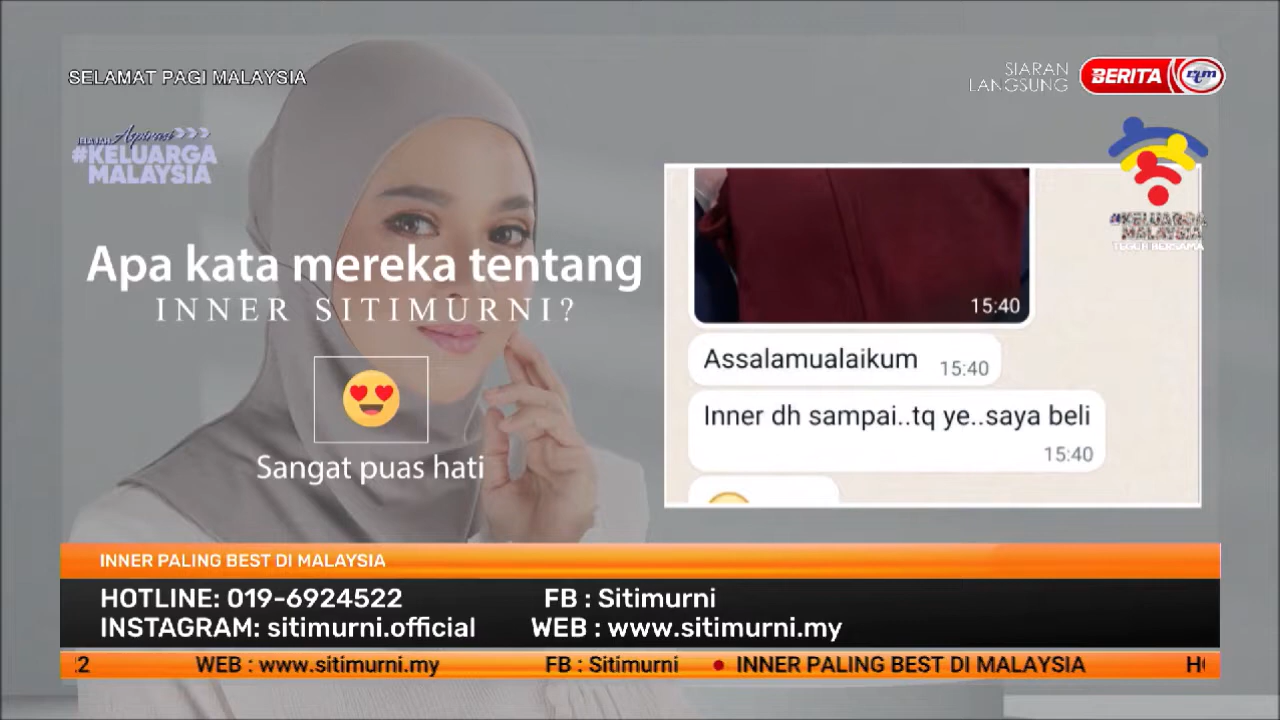 SELAMAT PAGI MALAYSIA
SIARAN
LANGSUNG
BERITA
rtm
Aspirasi
#KELUARGA
MALAYSIA
#KELUARGA
MALAYSIA
TEGUH BERSAMA
Apa kata mereka tentang
INNER SITIMURNI?
Sangat puas hati
15:40
Assalamualaikum 15:40
Inner dh sampai..tq ye..saya beli
15:40
INNER PALING BEST DI MALAYSIA
HOTLINE: 019-6924522 FB : Sitimurni
INSTAGRAM: sitimurni.official WEB : www.sitimurni.my
22 WEB : www.sitimurni.my FB : Sitimurni • INNER PALING BEST DI MALAYSIA